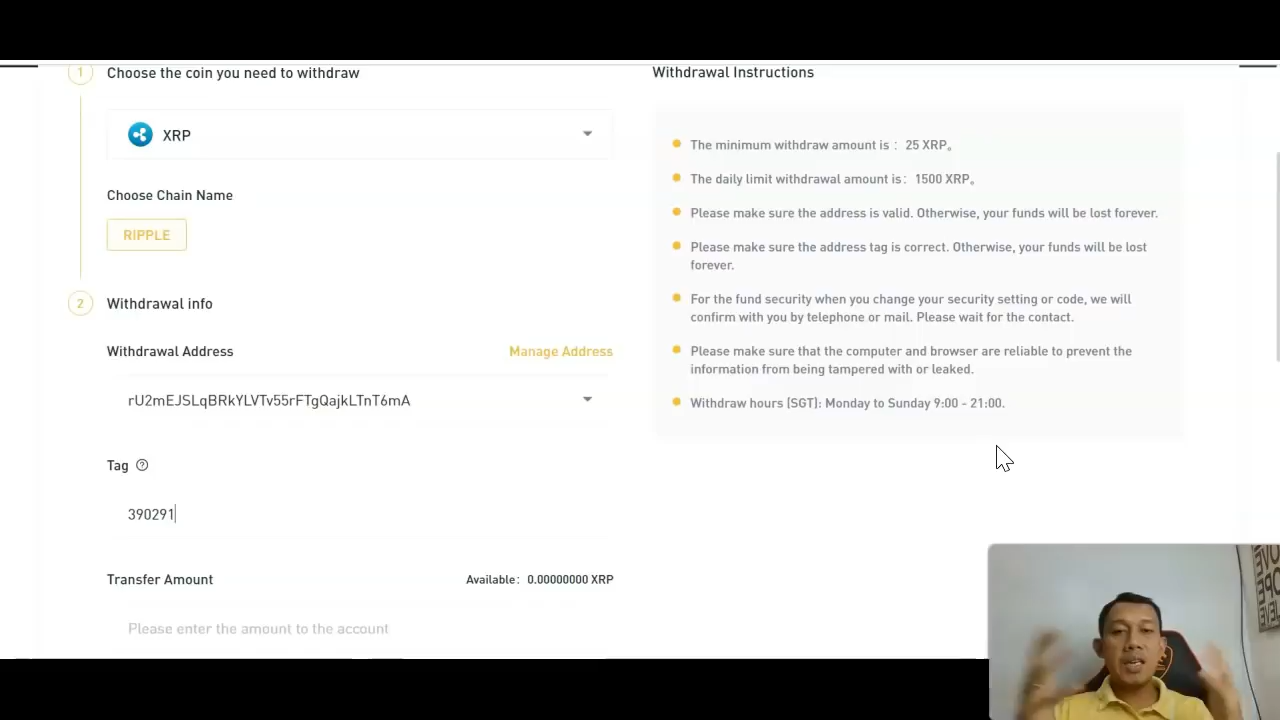 1
Choose the coin you need to withdraw
XRP
Choose Chain Name
RIPPLE
2
Withdrawal info
Withdrawal Address
Manage Address
rU2mEJSLqBRkYLVTv55rFTgQajkLTnT6mA
Tag ?
390291
Transfer Amount
Available: 0.00000000 XRP
Please enter the amount to the account
Withdrawal Instructions
The minimum withdraw amount is : 25 XRP。
The daily limit withdrawal amount is: 1500 XRP。
Please make sure the address is valid. Otherwise, your funds will be lost forever.
Please make sure the address tag is correct. Otherwise, your funds will be lost
forever.
For the fund security when you change your security setting or code, we will
confirm with you by telephone or mail. Please wait for the contact.
Please make sure that the computer and browser are reliable to prevent the
information from being tampered with or leaked.
Withdraw hours (SGT): Monday to Sunday 9:00 - 21:00.